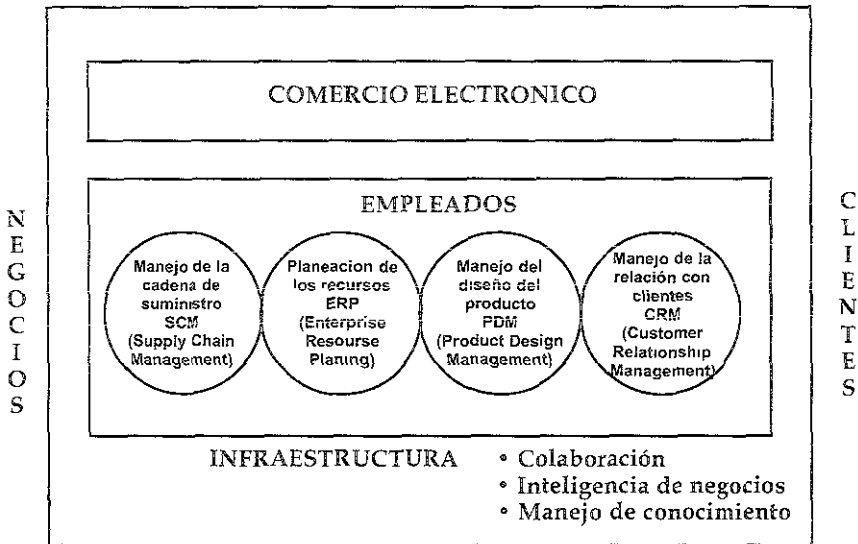 COMERCIO ELECTRONICO
NEGOCIOS
EMPLEADOS
Manejo de la
cadena de
suministro
SCM
(Supply Chain
Management)
Planeacion de
los recursos
ERP
(Enterprise
Resourse
Planing)
Manejo del
diseño del
producto
PDM
(Product Design
Management)
Manejo de la
relación con
clientes
CRM
(Customer
Relationship
Management)
CLIENTES
INFRAESTRUCTURA
• Colaboración
• Inteligencia de negocios
• Manejo de conocimiento